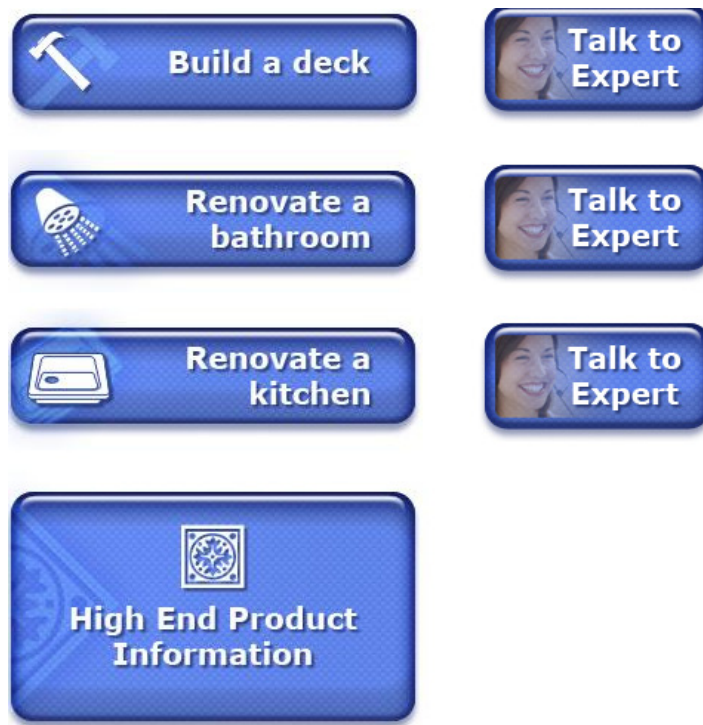 Build a deck
Talk to
Expert
Renovate a
bathroom
Talk to
Expert
Renovate a
kitchen
Talk to
Expert
High End Product
Information